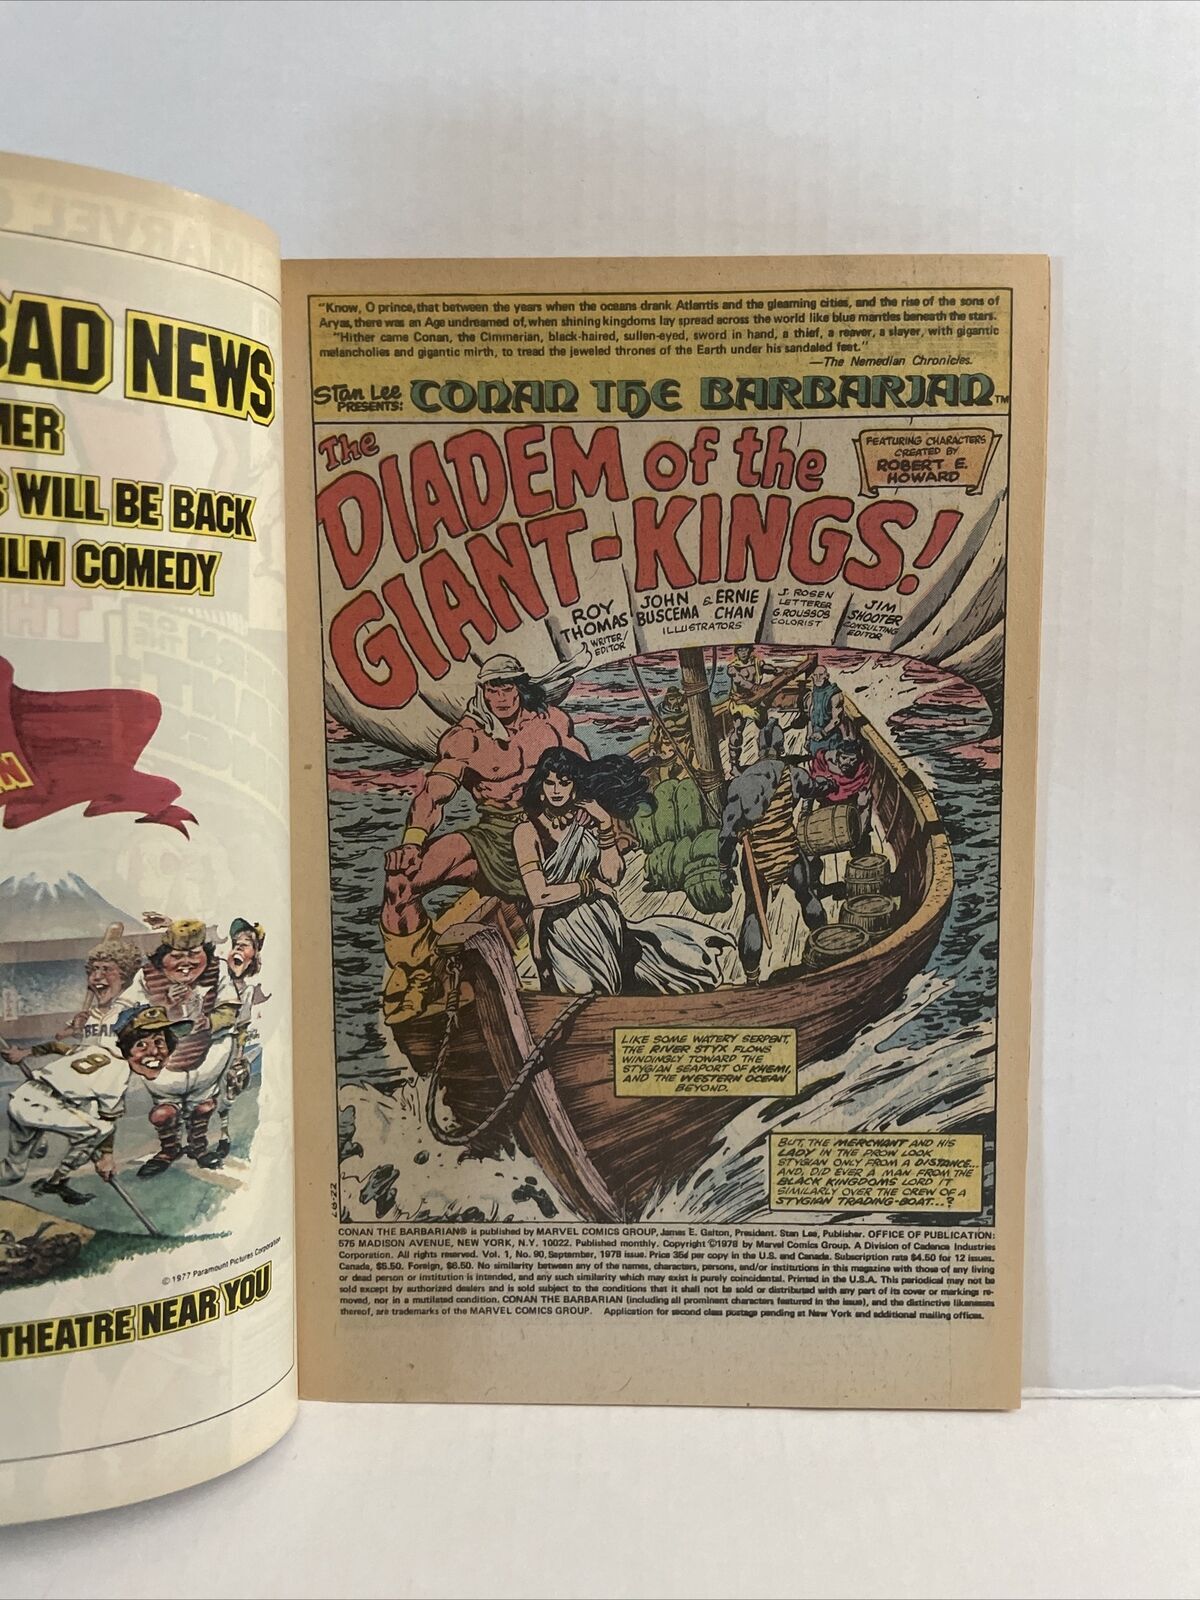 BAD NEWS
WILL BE BACK
FILM COMEDY
BEAR
8
©1977 Paramount Pictures Corporation
THEATRE NEAR YOU
"Know, O prince, that between the years when the oceans drank Atlantis and the gleaming cities, and the rise of the sons of
Aryas, there was an Age undreamed of, when shining kingdoms lay spread across the world like blue mantles beneath the stars.
"Hither came Conan, the Cimmerian, black-haired, sullen-eyed, sword in hand, a thief, a reaver, a slayer, with gigantic
melancholies and gigantic mirth, to tread the jeweled thrones of the Earth under his sandaled feet."
—The Nemedian Chronicles.
STAN LEE
PRESENTS:
CONAN THE BARBARIAN™
The
DIADEM of the
GIANT-KINGS!
FEATURING CHARACTERS
CREATED BY
ROBERT E.
HOWARD
ROY
THOMAS
WRITER/
EDITOR
JOHN
BUSCEMA
& ERNIE
CHAN
ILLUSTRATORS
J. ROSEN
LETTERER
G. ROUSSOS
COLORIST
JIM
SHOOTER
CONSULTING
EDITOR
LIKE SOME WATERY SERPENT,
THE RIVER STYX FLOWS
WINDINGLY TOWARD THE
STYGIAN SEAPORT OF KHEMI,
AND THE WESTERN OCEAN
BEYOND.
BUT, THE MERCHANT AND HIS
LADY IN THE PROW LOOK
STYGIAN ONLY FROM A DISTANCE...
AND, DID EVER A MAN FROM THE
BLACK KINGDOMS LORD IT
SIMILARLY OVER THE CREW OF A
STYGIAN TRADING-BOAT...?
CONAN THE BARBARIAN® is published by MARVEL COMICS GROUP, James E. Galton, President. Stan Lee, Publisher. OFFICE OF PUBLICATION:
575 MADISON AVENUE, NEW YORK, N.Y. 10022. Published monthly. Copyright ©1978 by Marvel Comics Group. A Division of Cadence Industries
Corporation. All rights reserved. Vol. 1, No. 90, September, 1978 issue. Price 35¢ per copy in the U.S. and Canada. Subscription rate $4.50 for 12 issues.
Canada, $5.50. Foreign, $6.50. No similarity between any of the names, characters, persons, and/or institutions in this magazine with those of any living
or dead person or institution is intended, and any such similarity which may exist is purely coincidental. Printed in the U.S.A. This periodical may not be
sold except by authorized dealers and is sold subject to the conditions that it shall not be sold or distributed with any part of its cover or markings re-
moved, nor in a mutilated condition. CONAN THE BARBARIAN (including all prominent characters featured in the issue), and the distinctive likenesses
thereof, are trademarks of the MARVEL COMICS GROUP. Application for second class postage pending at New York and additional mailing offices.